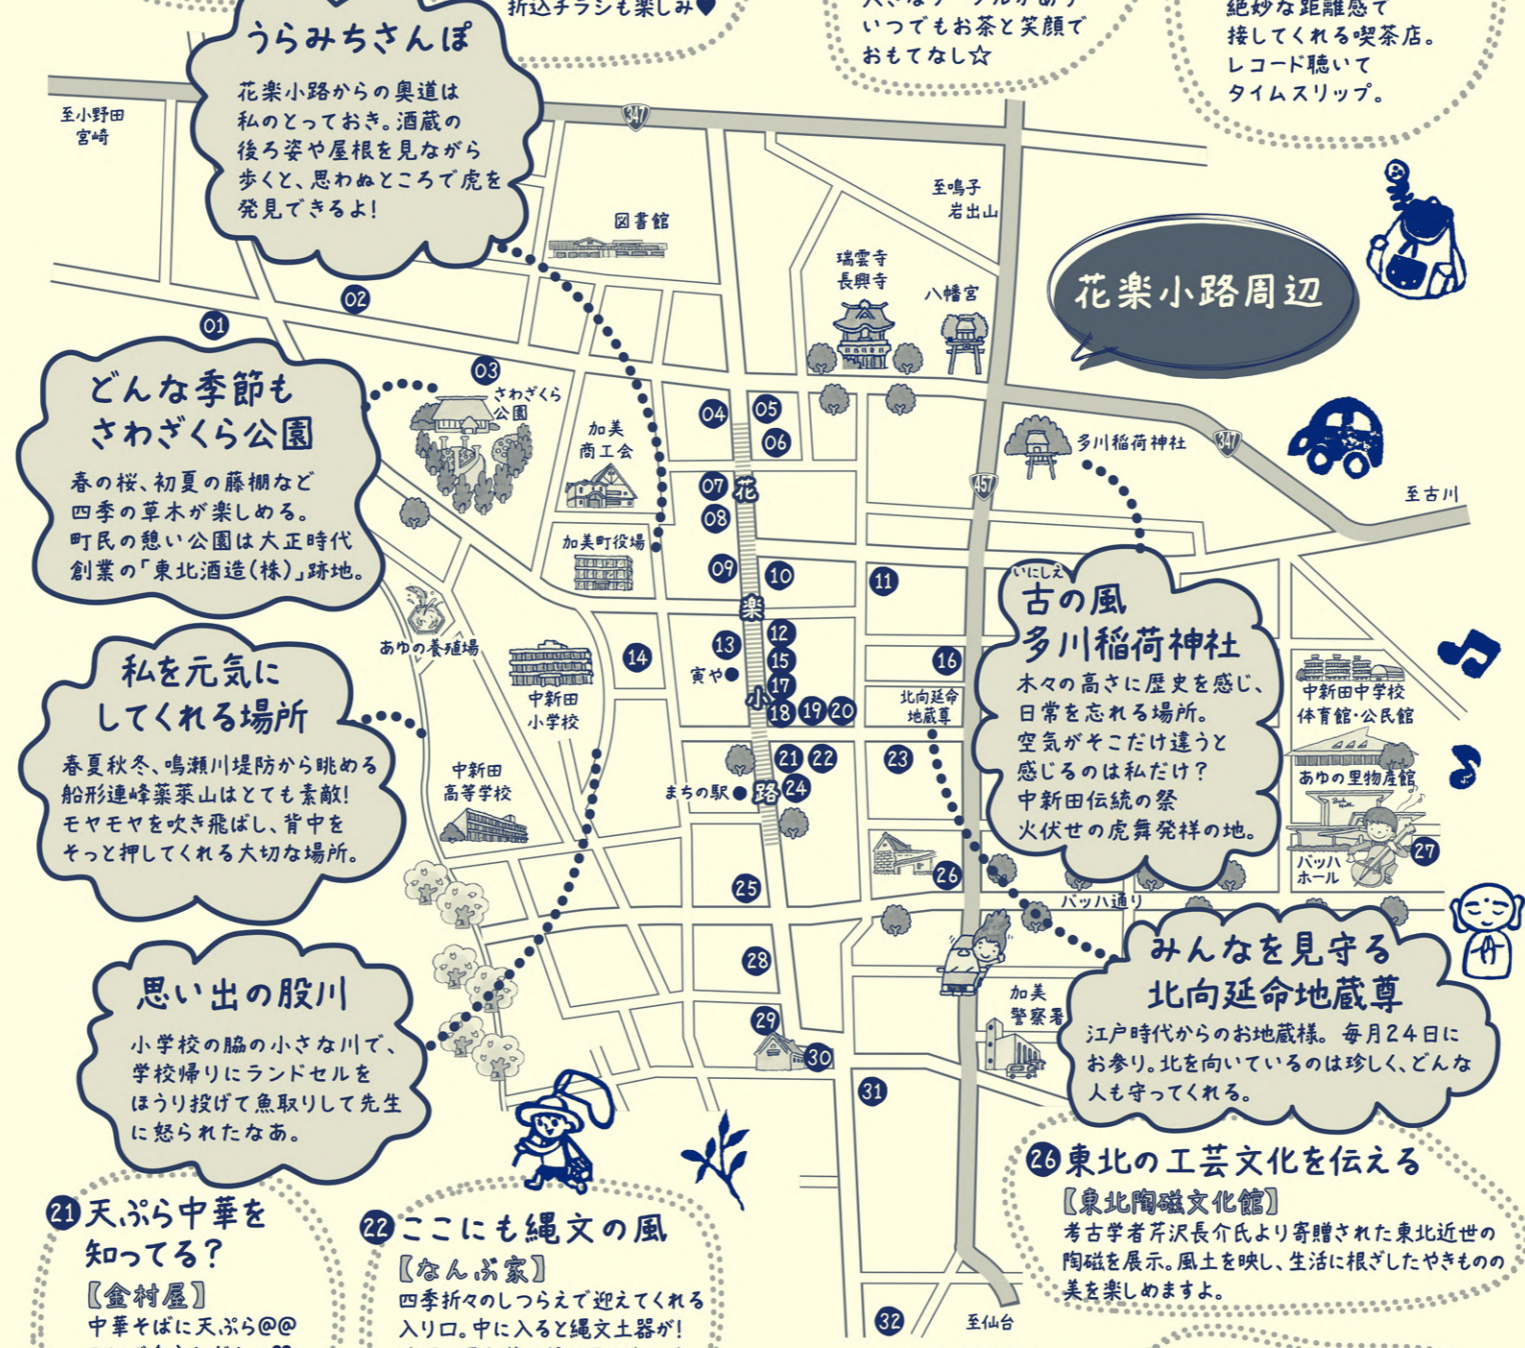 折込チラシも楽しみ♥
いつでもお茶と笑顔で
おもてなし☆
絶妙な距離感で
接してくれる喫茶店。
レコード聴いて
タイムスリップ。
うらみちさんぽ
花楽小路からの奥道は
私のとっておき。酒蔵の
後ろ姿や屋根を見ながら
歩くと、思わぬところで虎を
発見できるよ!
至小野田
宮崎
347
図書館
至鳴子
岩出山
瑞雲寺
長興寺
八幡宮
花楽小路周辺
01
02
03
さわざくら
公園
どんな季節も
さわざくら公園
春の桜、初夏の藤棚など
四季の草木が楽しめる。
町民の憩い公園は大正時代
創業の「東北酒造(株)」跡地。
加美
商工会
04
05
06
07
花
08
457
多川稲荷神社
347
至古川
加美町役場
09
10
11
楽
あゆの養殖場
中新田
小学校
14
13
12
15
寅や
17
小
18
19
20
16
北向延命
地蔵尊
いにしえ
古の風
多川稲荷神社
木々の高さに歴史を感じ、
日常を忘れる場所。
空気がそこだけ違うと
感じるのは私だけ?
中新田伝統の祭
火伏せの虎舞発祥の地。
中新田中学校
体育館・公民館
あゆの里物産館
バッハ
ホール
27
私を元気に
してくれる場所
春夏秋冬、鳴瀬川堤防から眺める
船形連峰薬莱山はとても素敵!
モヤモヤを吹き飛ばし、背中を
そっと押してくれる大切な場所。
中新田
高等学校
21
22
23
まちの駅
路
24
25
26
バッハ通り
28
29
30
31
32
加美
警察署
至仙台
みんなを見守る
北向延命地蔵尊
江戸時代からのお地蔵様。毎月24日に
お参り。北を向いているのは珍しく、どんな
人も守ってくれる。
思い出の股川
小学校の脇の小さな川で、
学校帰りにランドセルを
ほうり投げて魚取りして先生
に怒られたなあ。
21 天ぷら中華を
知ってる?
【金村屋】
中華そばに天ぷら@@
22 ここにも縄文の風
【なんぶ家】
四季折々のしつらえで迎えてくれる
入り口。中に入ると縄文土器が!
26 東北の工芸文化を伝える
【東北陶磁文化館】
考古学者芹沢長介氏より寄贈された東北近世の
陶磁を展示。風土を映し、生活に根ざしたやきものの
美を楽しめますよ。